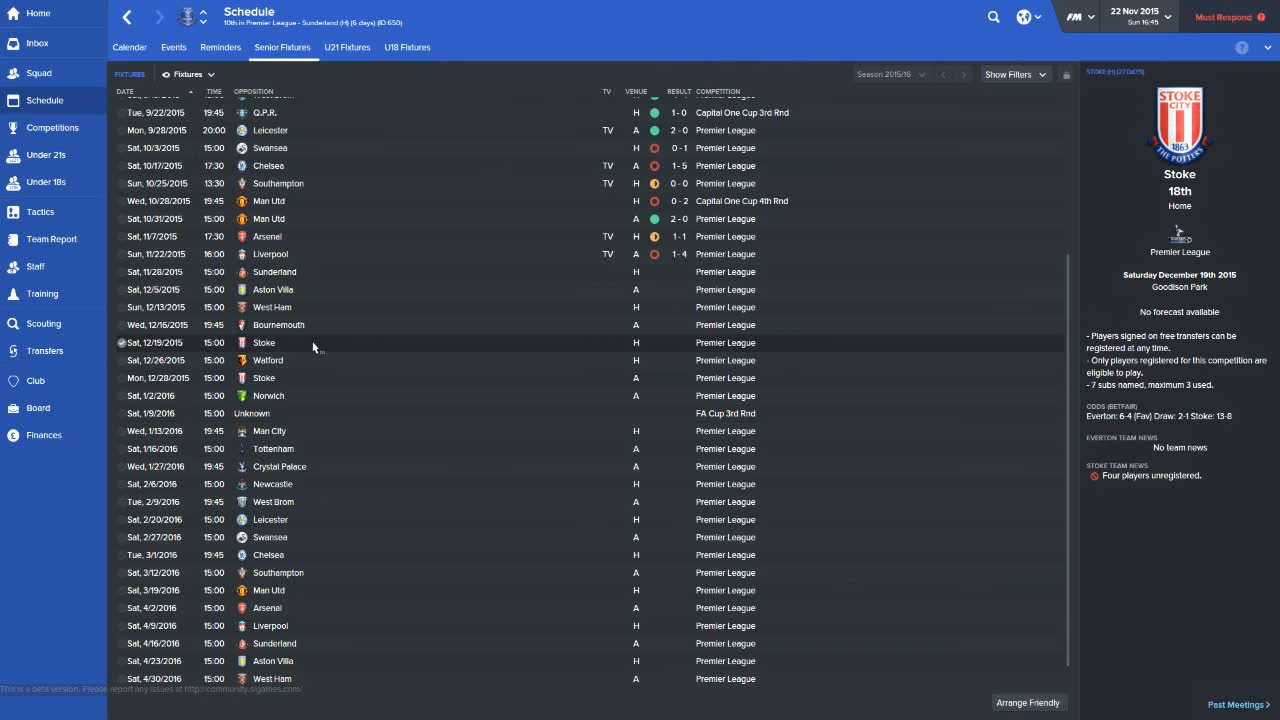 Home
Inbox
Squad
Schedule
Competitions
Under 21s
Under 18s
Tactics
Team Report
Staff
Training
Scouting
Transfers
Club
Board
Finances
Schedule
10th in Premier League - Sunderland (H) (6 days) (ID:650)
FM
22 Nov 2015
Sun 16:45
Must Respond
Calendar Events Reminders Senior Fixtures U21 Fixtures U18 Fixtures
FIXTURES Fixtures Season 2015/16 Show Filters
DATE TIME OPPOSITION TV VENUE RESULT COMPETITION
Tue, 9/22/2015 19:45 Q.P.R. H 1-0 Capital One Cup 3rd Rnd
Mon, 9/28/2015 20:00 Leicester TV A 2-0 Premier League
Sat, 10/3/2015 15:00 Swansea H 0-1 Premier League
Sat, 10/17/2015 17:30 Chelsea TV A 1-5 Premier League
Sun, 10/25/2015 13:30 Southampton TV H 0-0 Premier League
Wed, 10/28/2015 19:45 Man Utd H 0-2 Capital One Cup 4th Rnd
Sat, 10/31/2015 15:00 Man Utd A 2-0 Premier League
Sat, 11/7/2015 17:30 Arsenal TV H 1-1 Premier League
Sun, 11/22/2015 16:00 Liverpool TV A 1-4 Premier League
Sat, 11/28/2015 15:00 Sunderland H Premier League
Sat, 12/5/2015 15:00 Aston Villa A Premier League
Sun, 12/13/2015 15:00 West Ham H Premier League
Wed, 12/16/2015 19:45 Bournemouth A Premier League
Sat, 12/19/2015 15:00 Stoke H Premier League
Sat, 12/26/2015 15:00 Watford H Premier League
Mon, 12/28/2015 15:00 Stoke A Premier League
Sat, 1/2/2016 15:00 Norwich A Premier League
Sat, 1/9/2016 15:00 Unknown FA Cup 3rd Rnd
Wed, 1/13/2016 19:45 Man City H Premier League
Sat, 1/16/2016 15:00 Tottenham A Premier League
Wed, 1/27/2016 19:45 Crystal Palace A Premier League
Sat, 2/6/2016 15:00 Newcastle H Premier League
Tue, 2/9/2016 19:45 West Brom A Premier League
Sat, 2/20/2016 15:00 Leicester H Premier League
Sat, 2/27/2016 15:00 Swansea A Premier League
Tue, 3/1/2016 19:45 Chelsea H Premier League
Sat, 3/12/2016 15:00 Southampton A Premier League
Sat, 3/19/2016 15:00 Man Utd H Premier League
Sat, 4/2/2016 15:00 Arsenal A Premier League
Sat, 4/9/2016 15:00 Liverpool H Premier League
Sat, 4/16/2016 15:00 Sunderland A Premier League
Sat, 4/23/2016 15:00 Aston Villa H Premier League
Sat, 4/30/2016 15:00 West Ham A Premier League
This is a beta version. Please report any issues at http://community.sigames.com/
Arrange Friendly
STOKE (H) (27 DAYS)
STOKE
CITY
1863
THE POTTERS
Stoke
18th
Home
Premier League
Saturday December 19th 2015
Goodison Park
No forecast available
- Players signed on free transfers can be
registered at any time.
- Only players registered for this competition are
eligible to play.
- 7 subs named, maximum 3 used.
ODDS (BETFAIR)
Everton: 6-4 (Fav) Draw: 2-1 Stoke: 13-8
EVERTON TEAM NEWS
No team news
STOKE TEAM NEWS
Four players unregistered.
Past Meetings >